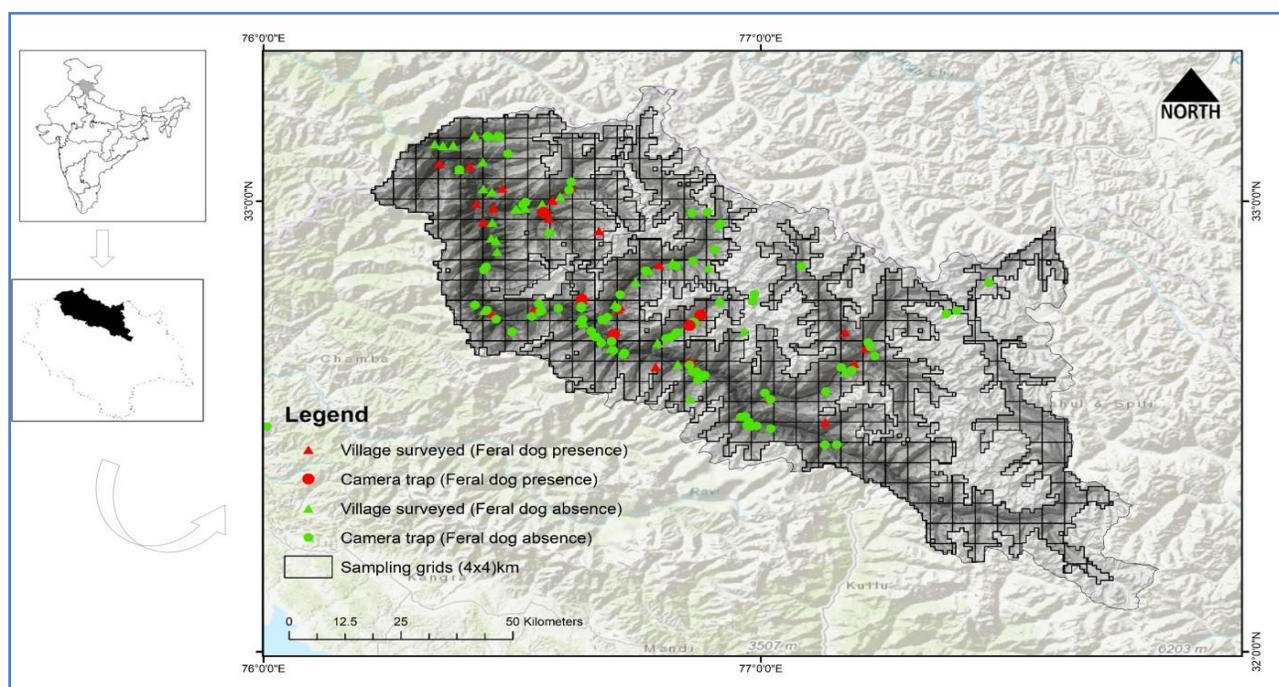 76°0'0"E
77°0'0"E
NORTH
33°0'0"N
33°0'0"N
Chamba
Legend
Village surveyed (Feral dog presence)
Camera trap (Feral dog presence)
Village surveyed (Feral dog absence)
Camera trap (Feral dog absence)
Sampling grids (4x4)km
Ravi
Kangra
Kullu
0 12.5 25 50 Kilometers
Mandi
3507 m
6203 m
32°0'0"N
76°0'0"E
77°0'0"E